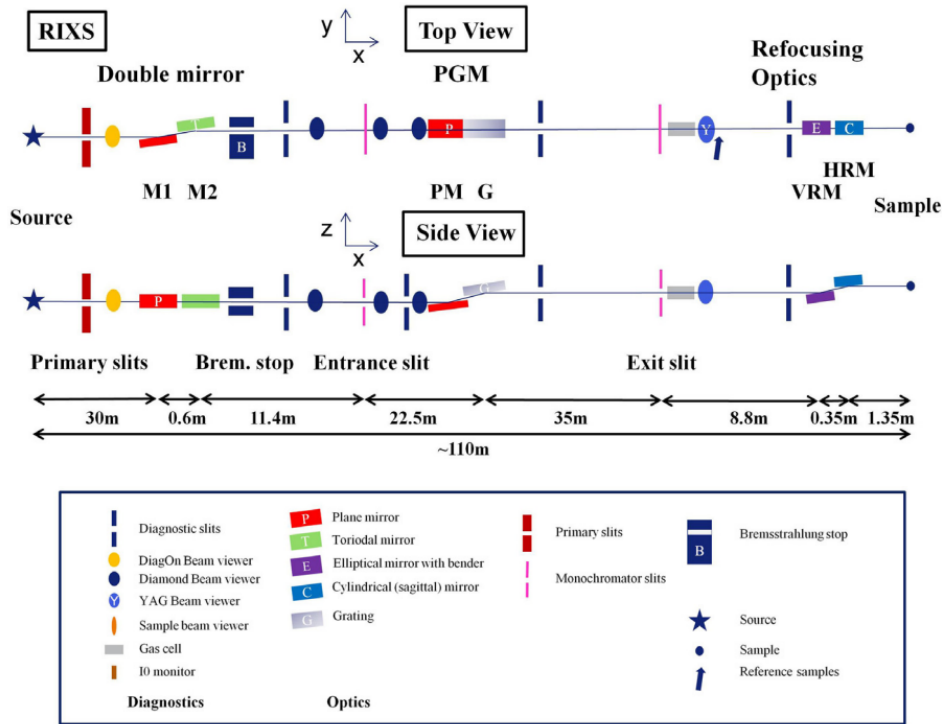 RIXS
y
x
Top View
Double mirror
PGM
Refocusing
Optics
B
P
Y
E
C
M1
M2
PM
G
HRM
VRM
Source
Sample
z
x
Side View
P
G
Primary slits
Brem. stop
Entrance slit
Exit slit
30m
0.6m
11.4m
22.5m
35m
8.8m
0.35m
1.35m
~110m
Diagnostic slits
DiagOn Beam viewer
Diamond Beam viewer
Y
YAG Beam viewer
Sample beam viewer
Gas cell
I0 monitor
Diagnostics
P
Plane mirror
T
Toriodal mirror
E
Elliptical mirror with bender
C
Cylindrical (sagittal) mirror
G
Grating
Optics
Primary slits
Monochromator slits
B
Bremsstrahlung stop
Source
Sample
Reference samples